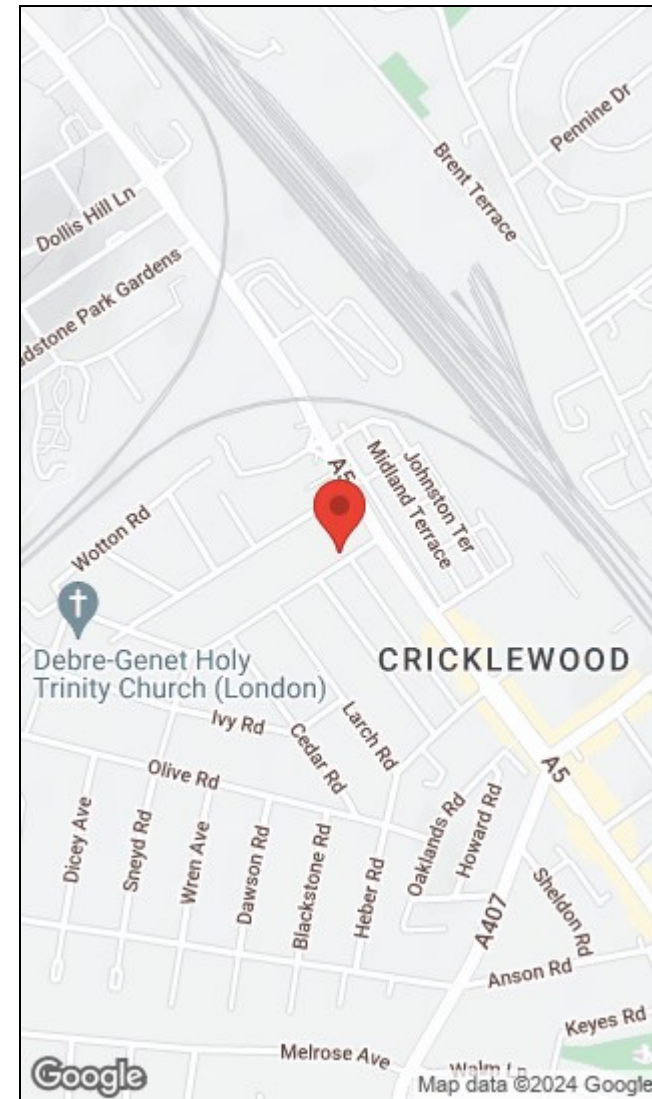 Pennine Dr
Brent Terrace
Dollis Hill Ln
adstone Park Gardens
A5
Johnston Ter
Midland Terrace
Wotton Rd
Debre-Genet Holy
Trinity Church (London)
CRICKLEWOOD
Ivy Rd
Larch Rd
Cedar Rd
Olive Rd
A5
Dicey Ave
Sneyd Rd
Wren Ave
Dawson Rd
Blackstone Rd
Heber Rd
Oaklands Rd
Howard Rd
Sheldon Rd
A407
Anson Rd
Keyes Rd
Melrose Ave
Walm Ln
Google
Map data ©2024 Google